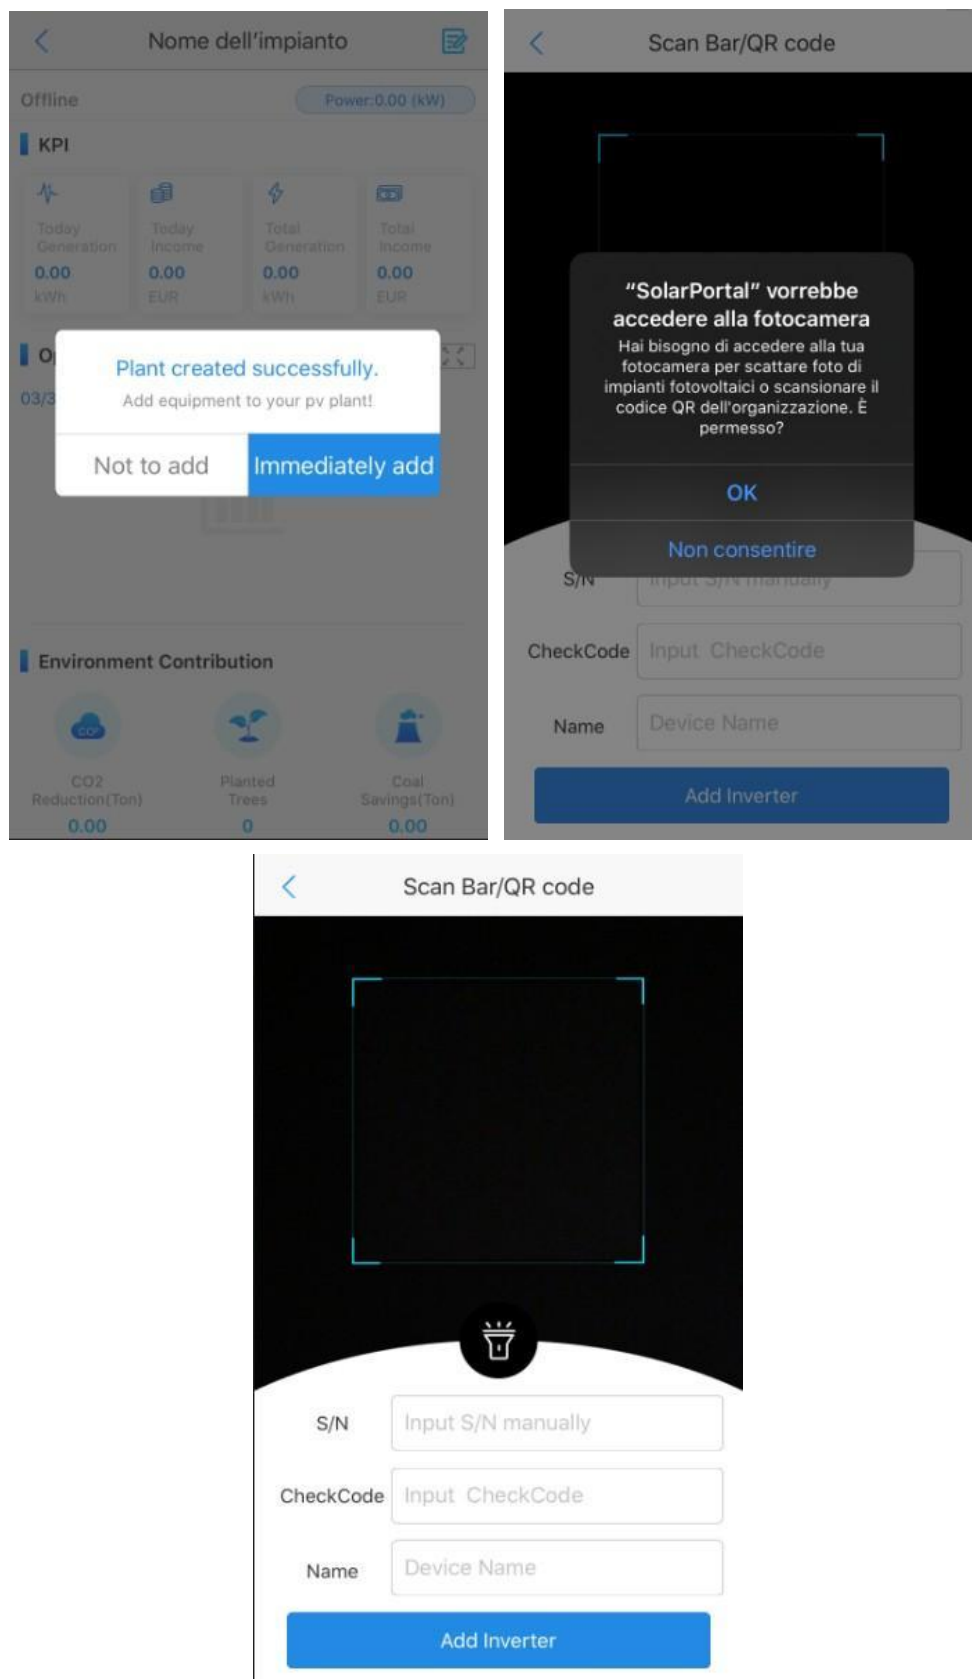 Nome dell'impianto
Offline
Power:0.00 (kW)
KPI
Today Generation
0.00
kWh
Today Income
0.00
EUR
Total Generation
0.00
kWh
Total Income
0.00
EUR
03/3
Plant created successfully.
Add equipment to your pv plant!
Not to add
Immediately add
Environment Contribution
CO2
Reduction(Ton)
0.00
Planted
Trees
0
Coal
Savings(Ton)
0.00
Scan Bar/QR code
“SolarPortal” vorrebbe
accedere alla fotocamera
Hai bisogno di accedere alla tua
fotocamera per scattare foto di
impianti fotovoltaici o scansionare il
codice QR dell'organizzazione. È
permesso?
OK
Non consentire
S/N
Input S/N manually
CheckCode
Input CheckCode
Name
Device Name
Add Inverter
Scan Bar/QR code
S/N
Input S/N manually
CheckCode
Input CheckCode
Name
Device Name
Add Inverter